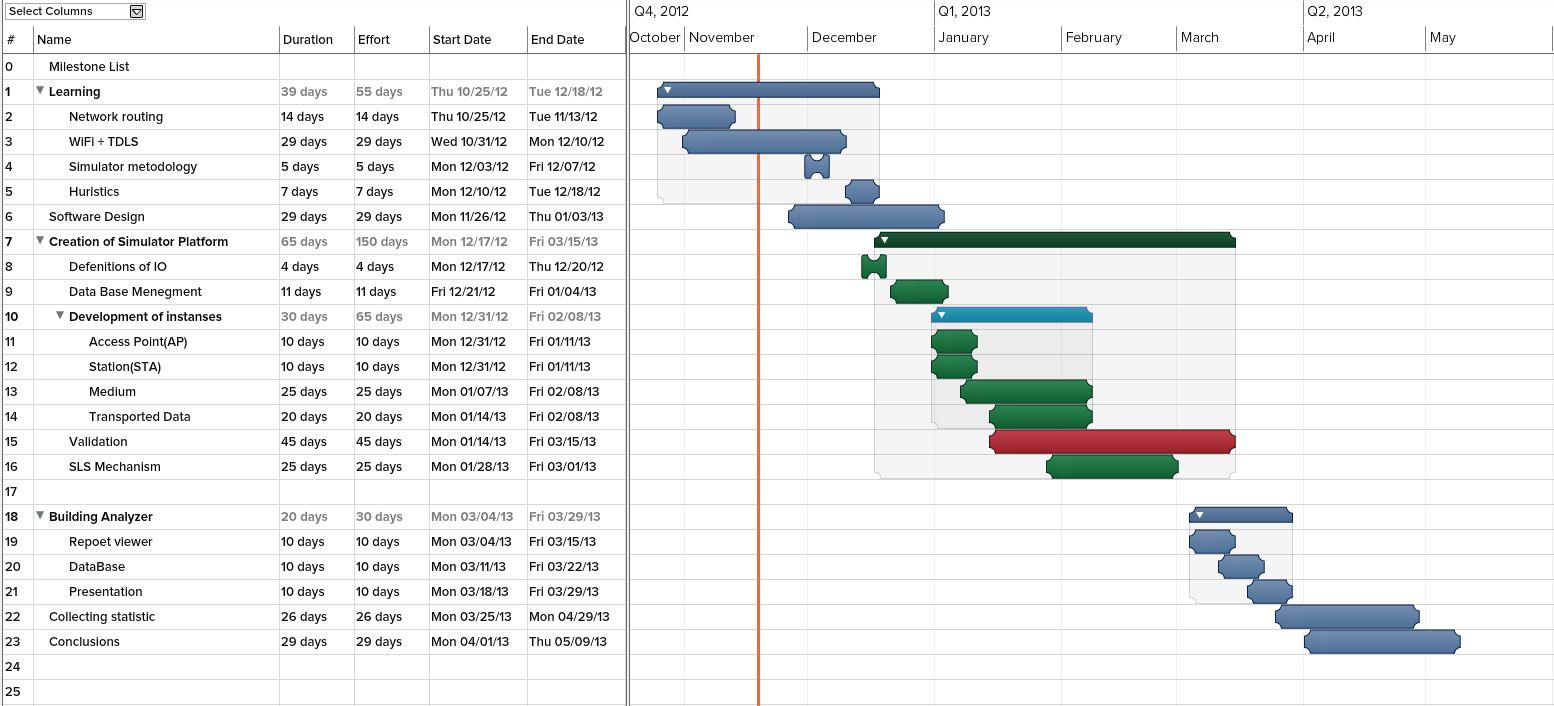 Select Columns Q4, 2012 Q1, 2013 Q2, 2013
# Name Duration Effort Start Date End Date October November December January February March April May
0 Milestone List
1 Learning 39 days 55 days Thu 10/25/12 Tue 12/18/12
2 Network routing 14 days 14 days Thu 10/25/12 Tue 11/13/12
3 WiFi + TDLS 29 days 29 days Wed 10/31/12 Mon 12/10/12
4 Simulator metodology 5 days 5 days Mon 12/03/12 Fri 12/07/12
5 Huristics 7 days 7 days Mon 12/10/12 Tue 12/18/12
6 Software Design 29 days 29 days Mon 11/26/12 Thu 01/03/13
7 Creation of Simulator Platform 65 days 150 days Mon 12/17/12 Fri 03/15/13
8 Defenitions of IO 4 days 4 days Mon 12/17/12 Thu 12/20/12
9 Data Base Menegment 11 days 11 days Fri 12/21/12 Fri 01/04/13
10 Development of instanses 30 days 65 days Mon 12/31/12 Fri 02/08/13
11 Access Point(AP) 10 days 10 days Mon 12/31/12 Fri 01/11/13
12 Station(STA) 10 days 10 days Mon 12/31/12 Fri 01/11/13
13 Medium 25 days 25 days Mon 01/07/13 Fri 02/08/13
14 Transported Data 20 days 20 days Mon 01/14/13 Fri 02/08/13
15 Validation 45 days 45 days Mon 01/14/13 Fri 03/15/13
16 SLS Mechanism 25 days 25 days Mon 01/28/13 Fri 03/01/13
17
18 Building Analyzer 20 days 30 days Mon 03/04/13 Fri 03/29/13
19 Repoet viewer 10 days 10 days Mon 03/04/13 Fri 03/15/13
20 DataBase 10 days 10 days Mon 03/11/13 Fri 03/22/13
21 Presentation 10 days 10 days Mon 03/18/13 Fri 03/29/13
22 Collecting statistic 26 days 26 days Mon 03/25/13 Mon 04/29/13
23 Conclusions 29 days 29 days Mon 04/01/13 Thu 05/09/13
24
25